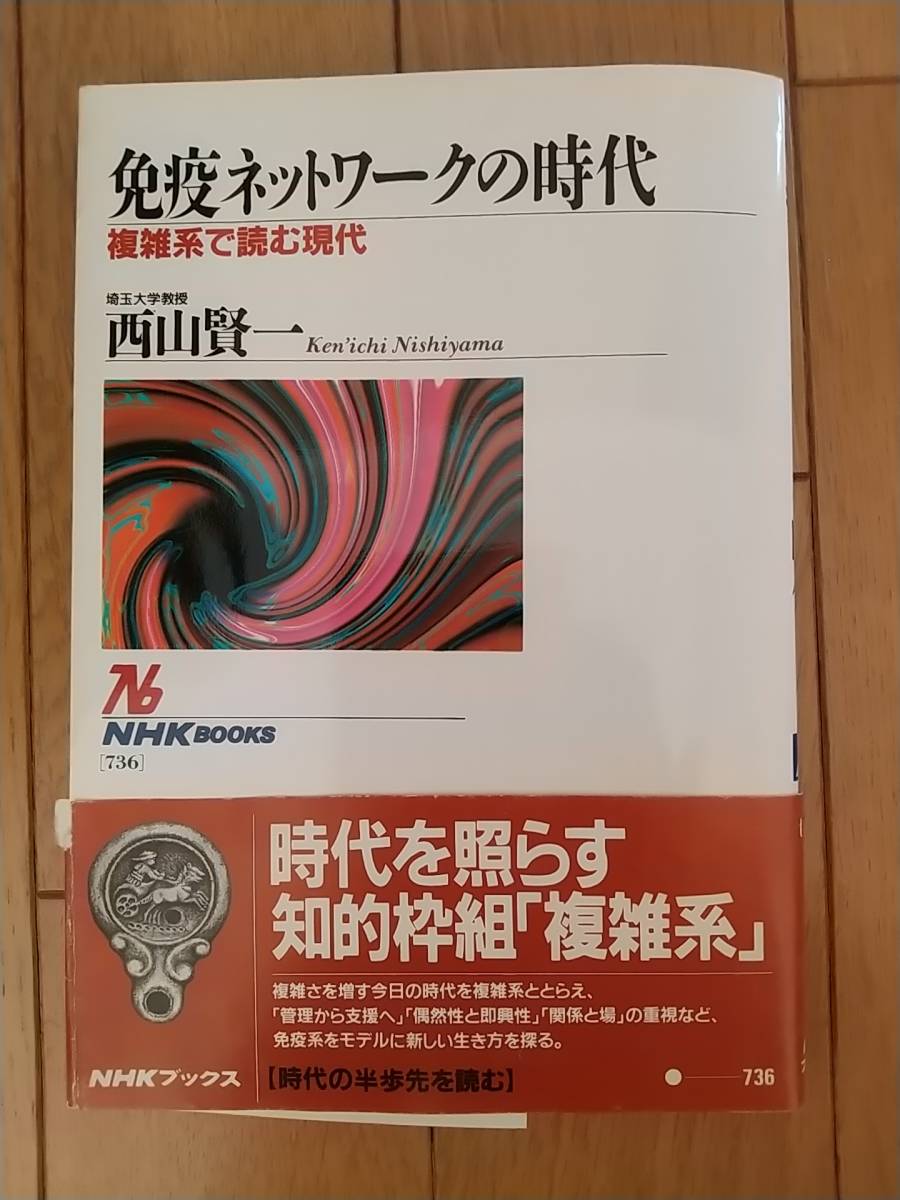 免疫ネットワークの時代
複雑系で読む現代
埼玉大学教授
西山賢一 Ken'ichi Nishiyama
NHK BOOKS
[736]
時代を照らす
知的枠組「複雑系」
複雑さを増す今日の時代を複雑系ととらえ、
「管理から支援へ」「偶然性と即興性」「関係と場」の重視など、
免疫系をモデルに新しい生き方を探る。
NHKブックス
【時代の半歩先を読む】
736